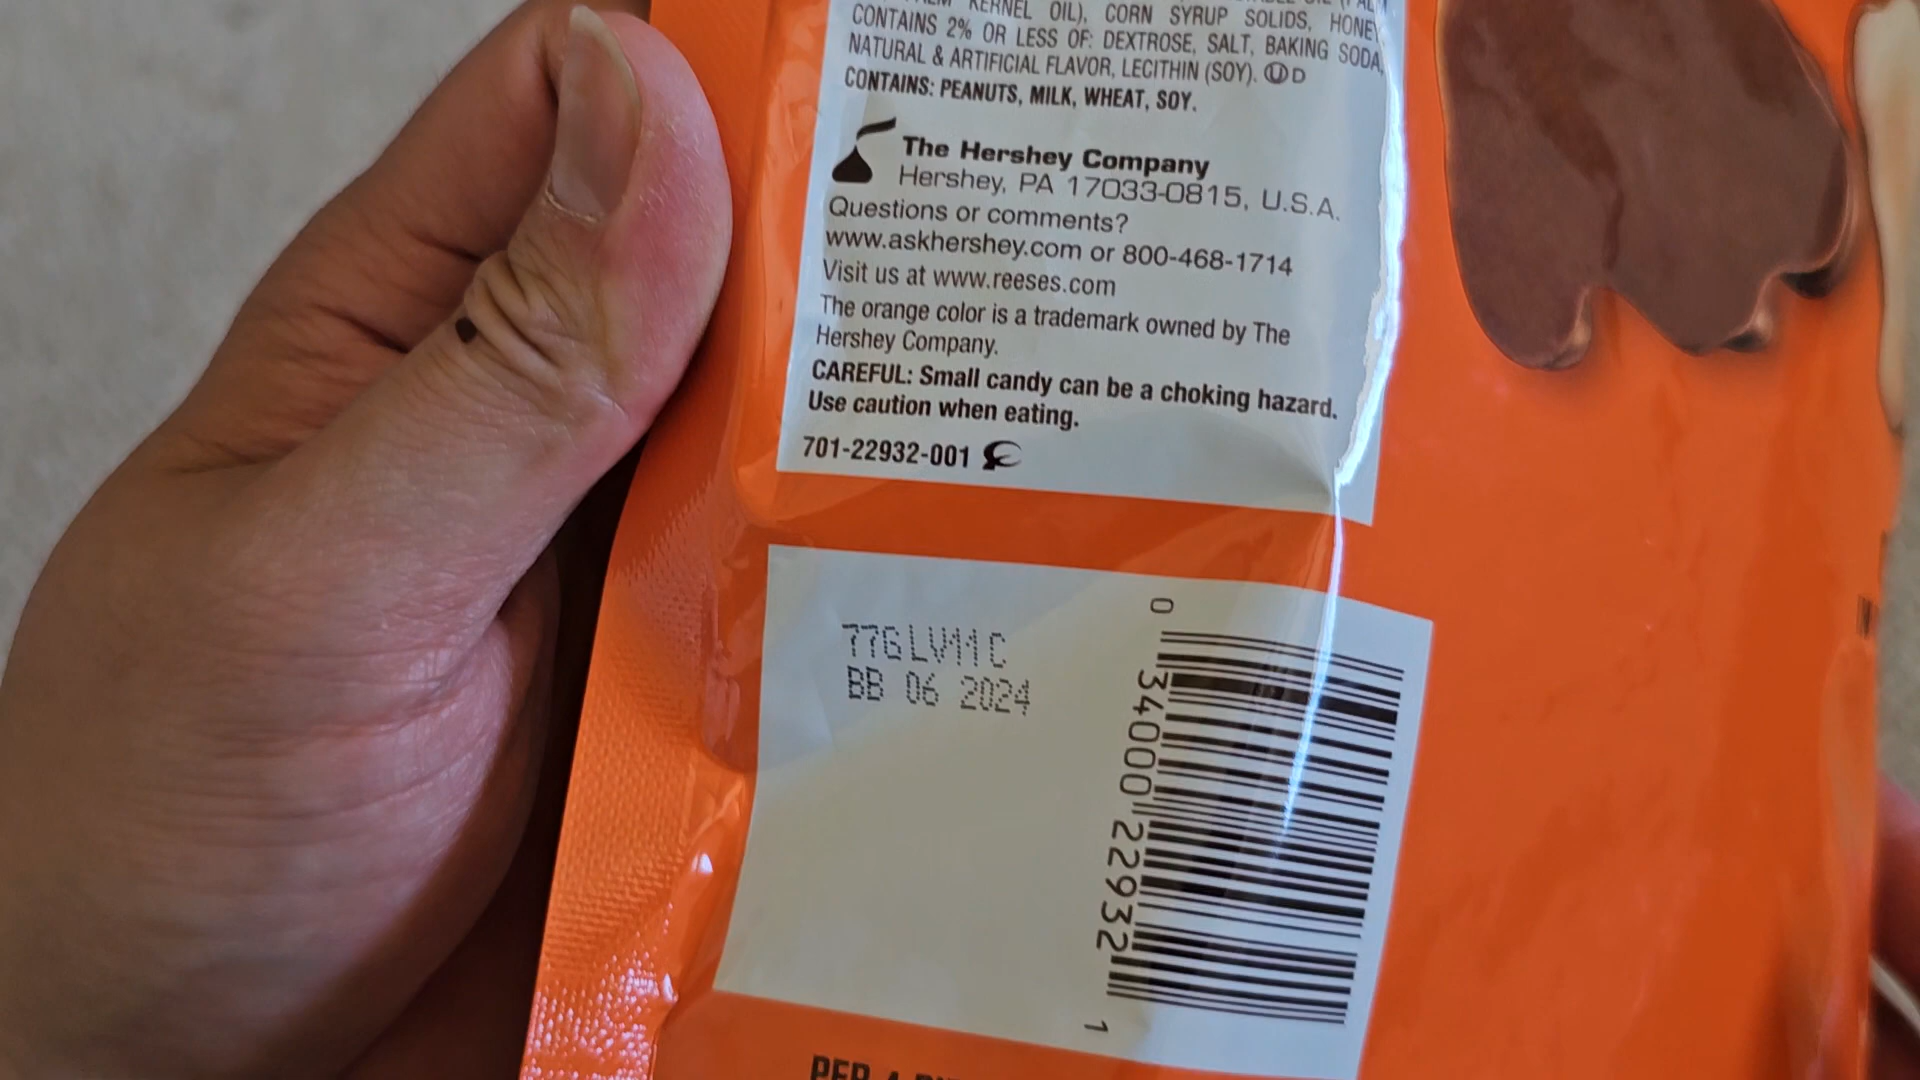 KERNEL OIL), CORN SYRUP SOLIDS, HONEY,
CONTAINS 2% OR LESS OF: DEXTROSE, SALT, BAKING SODA,
NATURAL & ARTIFICIAL FLAVOR, LECITHIN (SOY). Ⓤ D
CONTAINS: PEANUTS, MILK, WHEAT, SOY.
The Hershey Company
Hershey, PA 17033-0815, U.S.A.
Questions or comments?
www.askhershey.com or 800-468-1714
Visit us at www.reeses.com
The orange color is a trademark owned by The
Hershey Company.
CAREFUL: Small candy can be a choking hazard.
Use caution when eating.
701-22932-001
77GLV11C
BB 06 2024
0 34000 22932 1
PER 4